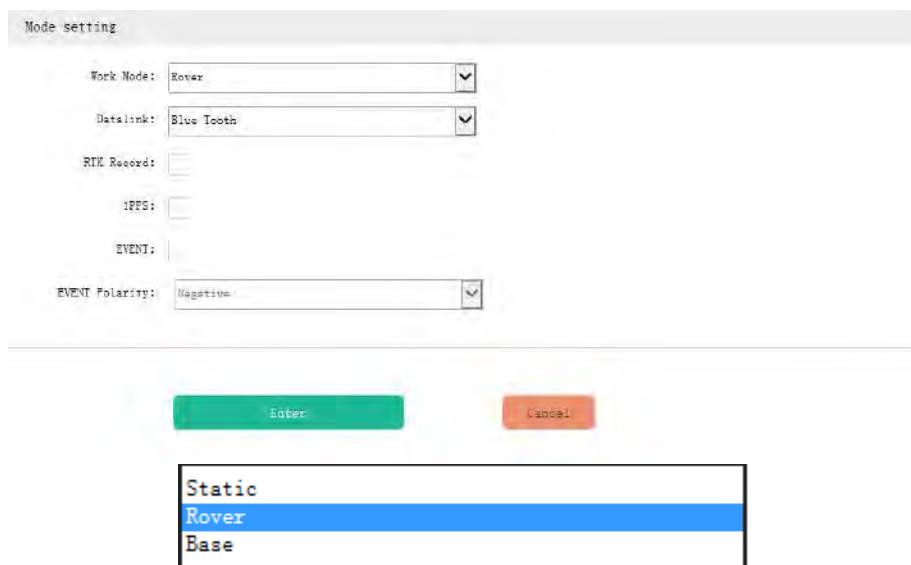 Mode setting
Work Mode: Rover
Datalink: Blue Tooth
RTK Record:
1PPS:
EVENT:
EVENT Polarity: Negative
Enter Cancel
Static
Rover
Base